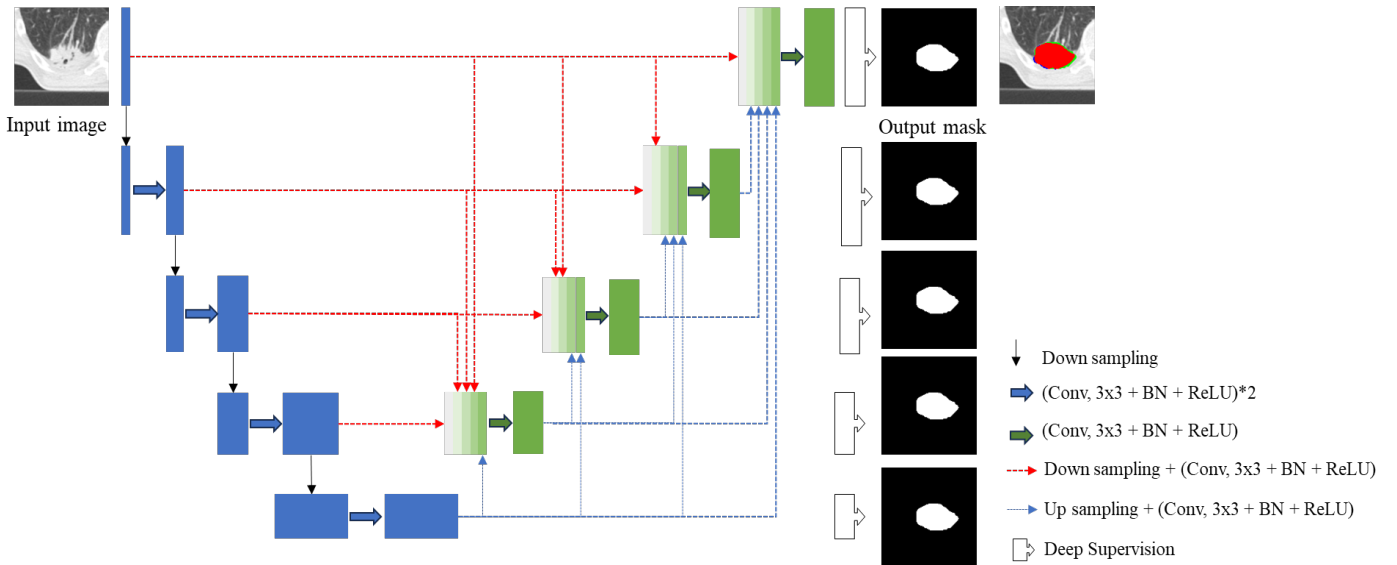 Input image
Output mask
Down sampling
(Conv, 3x3 + BN + ReLU)*2
(Conv, 3x3 + BN + ReLU)
Down sampling + (Conv, 3x3 + BN + ReLU)
Up sampling + (Conv, 3x3 + BN + ReLU)
Deep Supervision